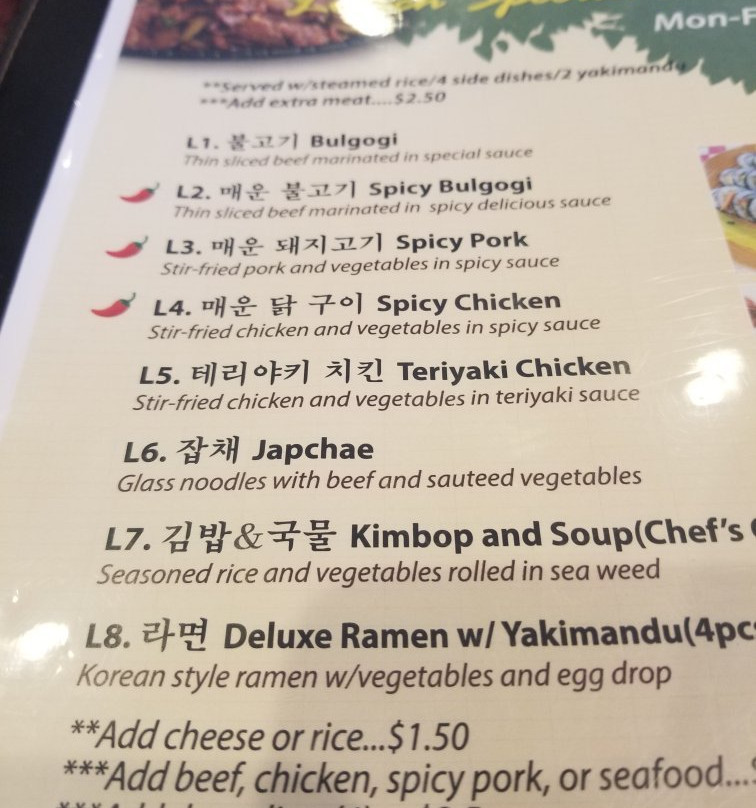 Mon-F
**Served w/steamed rice/4 side dishes/2 yakimandu
***Add extra meat....$2.50
L1. 불고기 Bulgogi
Thin sliced beef marinated in special sauce
L2. 매운 불고기 Spicy Bulgogi
Thin sliced beef marinated in spicy delicious sauce
L3. 매운 돼지고기 Spicy Pork
Stir-fried pork and vegetables in spicy sauce
L4. 매운 닭 구이 Spicy Chicken
Stir-fried chicken and vegetables in spicy sauce
L5. 테리야키 치킨 Teriyaki Chicken
Stir-fried chicken and vegetables in teriyaki sauce
L6. 잡채 Japchae
Glass noodles with beef and sauteed vegetables
L7. 김밥&국물 Kimbop and Soup(Chef's
Seasoned rice and vegetables rolled in sea weed
L8. 라면 Deluxe Ramen w/ Yakimandu(4pc
Korean style ramen w/vegetables and egg drop
**Add cheese or rice...$1.50
***Add beef, chicken, spicy pork, or seafood...